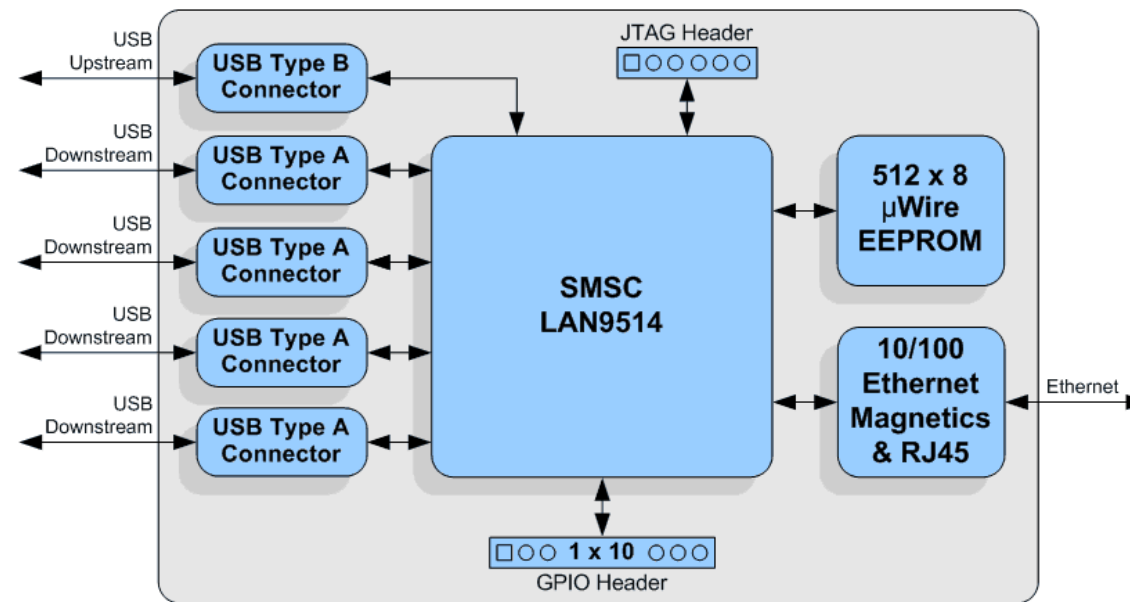 USB
Upstream
USB Type B
Connector
JTAG Header
USB
Downstream
USB Type A
Connector
512 x 8
µWire
EEPROM
USB
Downstream
USB Type A
Connector
SMSC
LAN9514
USB
Downstream
USB Type A
Connector
10/100
Ethernet
Magnetics
& RJ45
Ethernet
USB
Downstream
USB Type A
Connector
1 x 10
GPIO Header